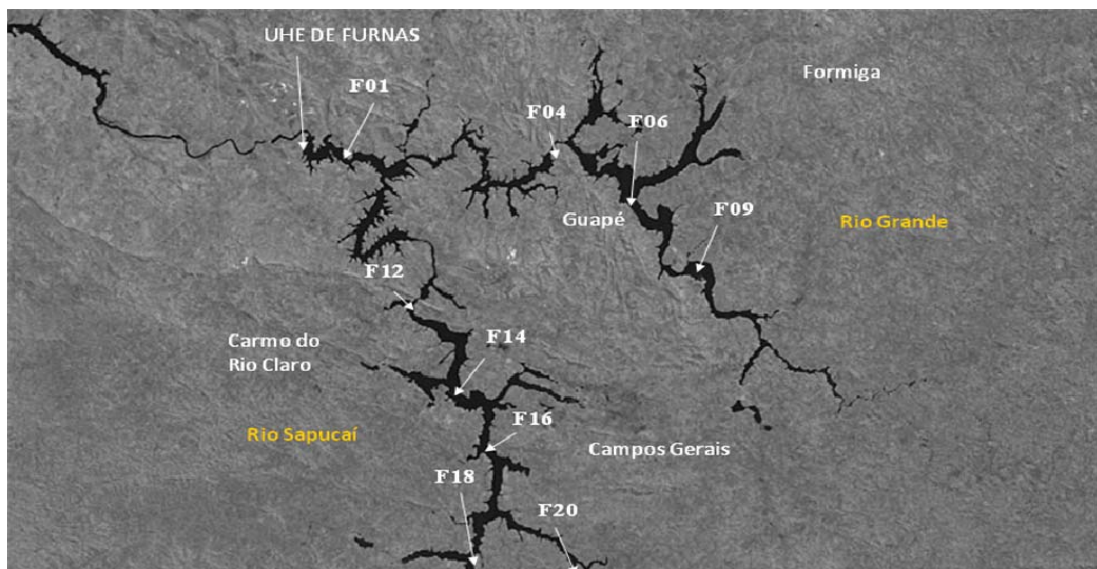 UHE DE FURNAS
F01
Formiga
F04
F06
Guapé
F09
Rio Grande
F12
Carmo do
Rio Claro
F14
Rio Sapucaí
F16
Campos Gerais
F18
F20